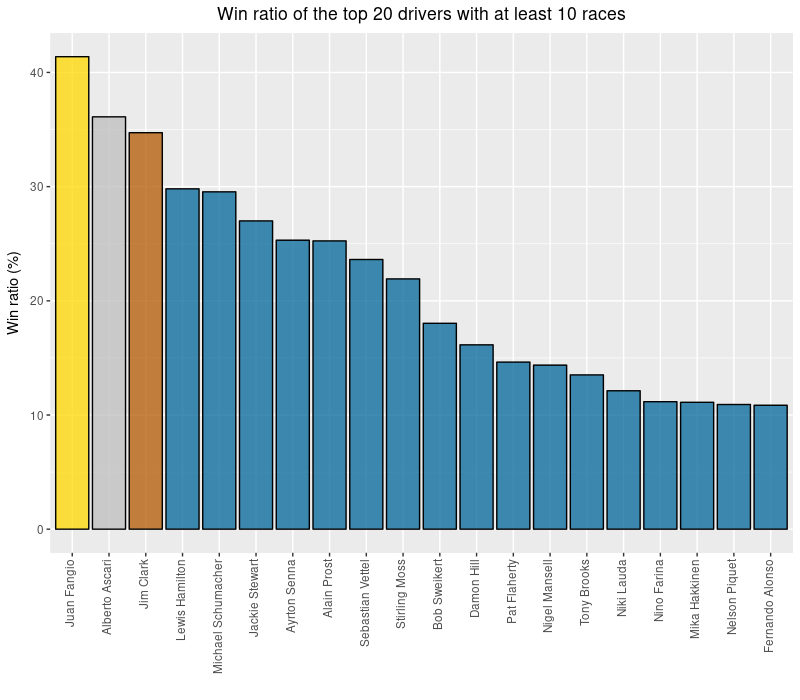 Win ratio of the top 20 drivers with at least 10 races
Win ratio (%)
40
30
20
10
0
Juan Fangio
Alberto Ascari
Jim Clark
Lewis Hamilton
Michael Schumacher
Jackie Stewart
Ayrton Senna
Alain Prost
Sebastian Vettel
Stirling Moss
Bob Sweikert
Damon Hill
Pat Flaherty
Nigel Mansell
Tony Brooks
Niki Lauda
Nino Farina
Mika Hakkinen
Nelson Piquet
Fernando Alonso